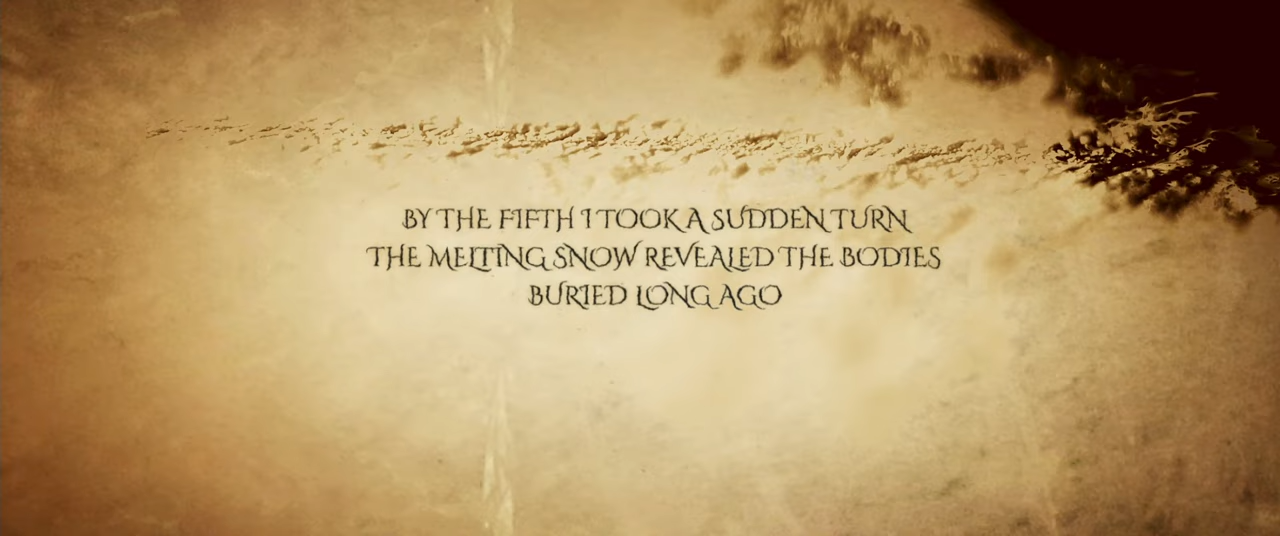 BY THE FIFTH I TOOK A SUDDEN TURN
THE MELTING SNOW REVEALED THE BODIES
BURIED LONG AGO